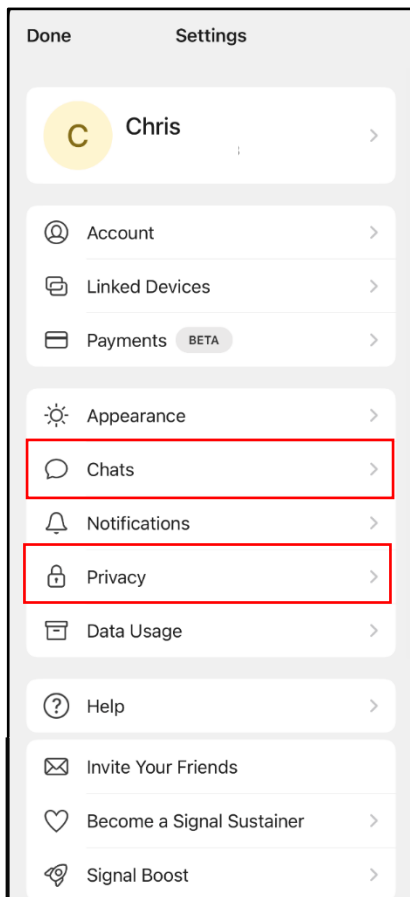 Done Settings
C Chris
Account
Linked Devices
Payments BETA
Appearance
Chats
Notifications
Privacy
Data Usage
Help
Invite Your Friends
Become a Signal Sustainer
Signal Boost